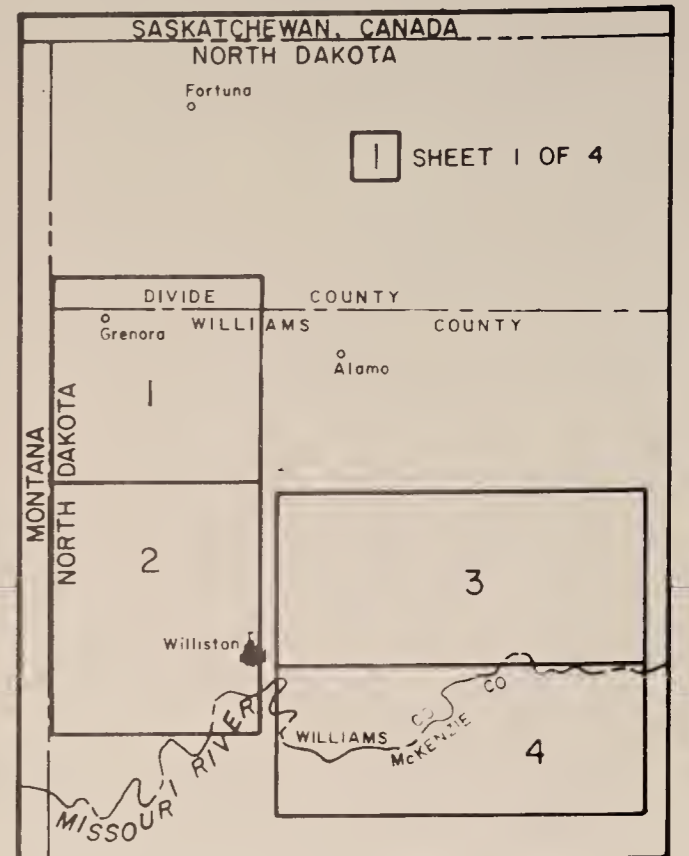 SASKATCHEWAN, CANADA
NORTH DAKOTA
Fortuna
1 SHEET 1 OF 4
DIVIDE COUNTY
WILLIAMS COUNTY
Grenora
Alamo
1
MONTANA
NORTH DAKOTA
2
3
Williston
MISSOURI RIVER
WILLIAMS CO
McKENZIE CO
4